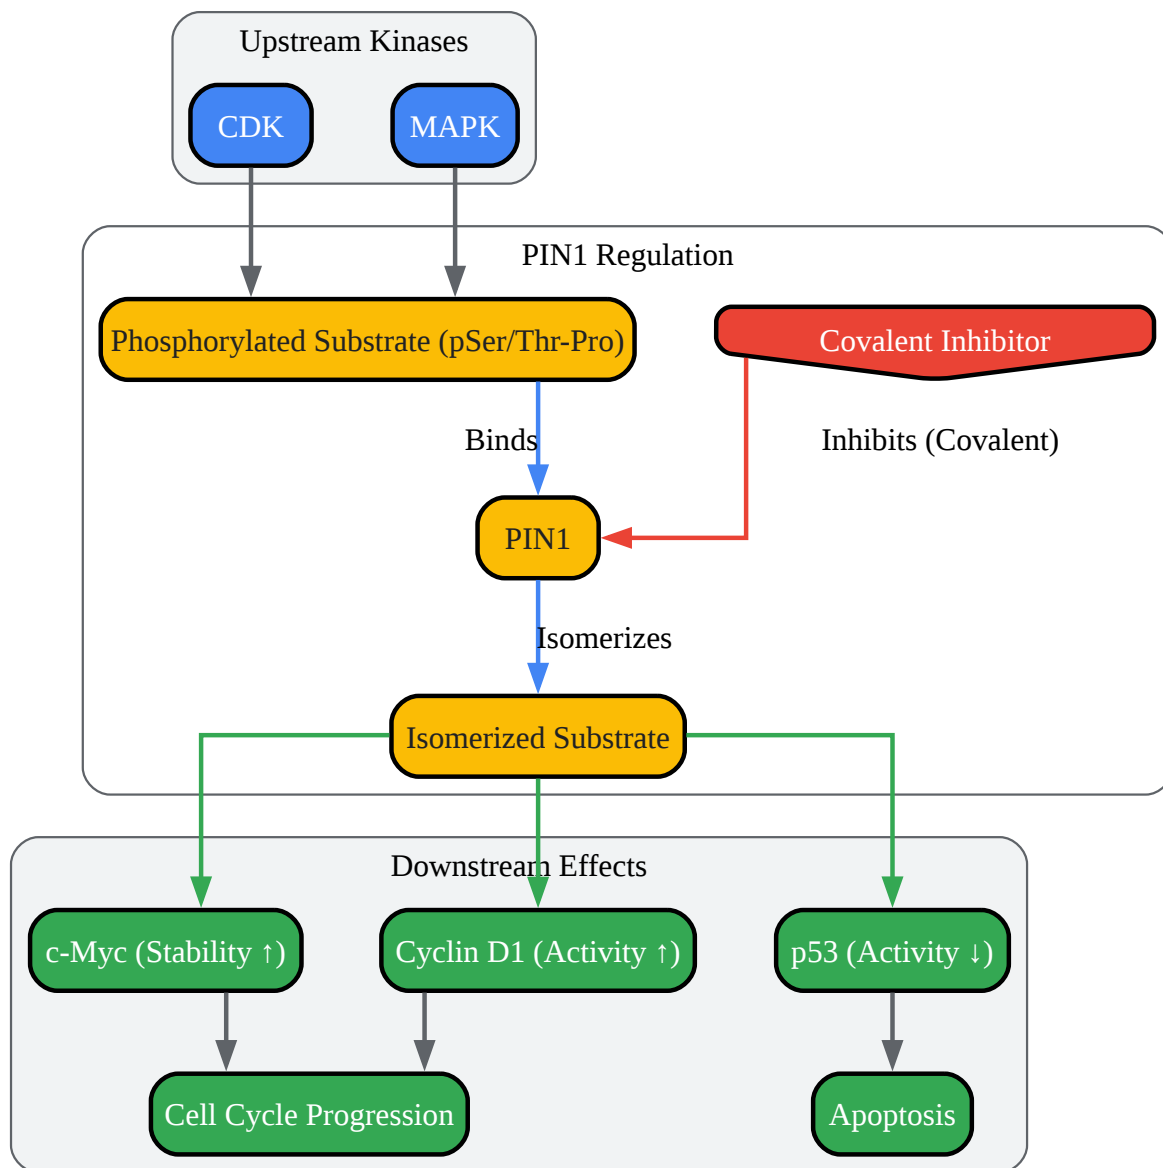 Upstream Kinases
CDK
MAPK
PIN1 Regulation
Phosphorylated Substrate (pSer/Thr-Pro)
Covalent Inhibitor
Binds
Inhibits (Covalent)
PIN1
Isomerizes
Isomerized Substrate
Downstream Effects
c-Myc (Stability ↑)
Cyclin D1 (Activity ↑)
p53 (Activity ↓)
Cell Cycle Progression
Apoptosis